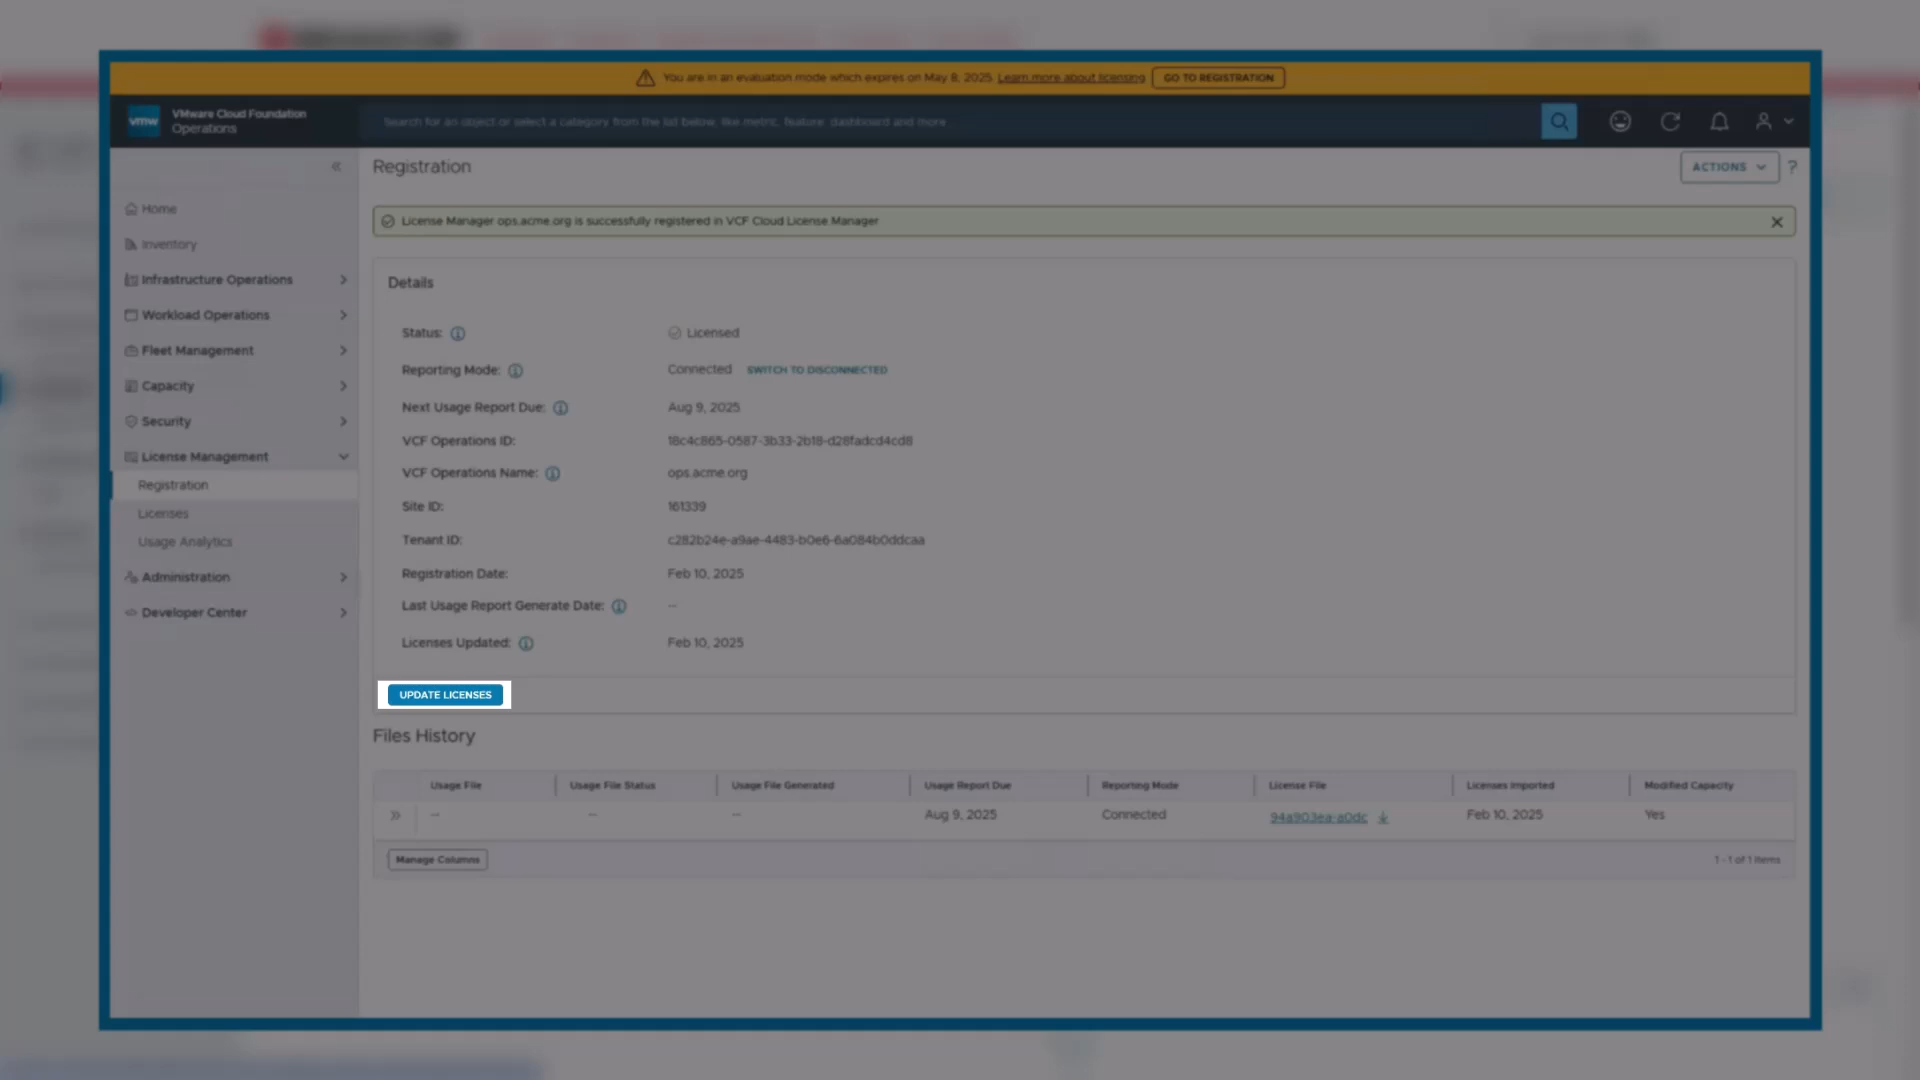 You are in an evaluation mode which expires on May 8, 2025. Learn more about licensing GO TO REGISTRATION
vmw
VMware Cloud Foundation
Operations
Search for an object or select a category from the list below, like metric, feature, dashboard and more...
Registration
ACTIONS
?
License Manager ops.acme.org is successfully registered in VCF Cloud License Manager
Home
Inventory
Infrastructure Operations
Workload Operations
Fleet Management
Capacity
Security
License Management
Registration
Licenses
Usage Analytics
Administration
Developer Center
Details
Status: Licensed
Reporting Mode: Connected SWITCH TO DISCONNECTED
Next Usage Report Due: Aug 9, 2025
VCF Operations ID: 18c4c865-0587-3b33-2b18-d28fadcd4cd8
VCF Operations Name: ops.acme.org
Site ID: 161339
Tenant ID: c282b24e-a9ae-4483-b0e6-6a084b0ddcaa
Registration Date: Feb 10, 2025
Last Usage Report Generate Date: --
Licenses Updated: Feb 10, 2025
UPDATE LICENSES
Files History
Usage File Usage File Status Usage File Generated Usage Report Due Reporting Mode License File Licenses Imported Modified Capacity
-- -- -- Aug 9, 2025 Connected 94a903ea-a0dc Feb 10, 2025 Yes
Manage Columns
1 - 1 of 1 items